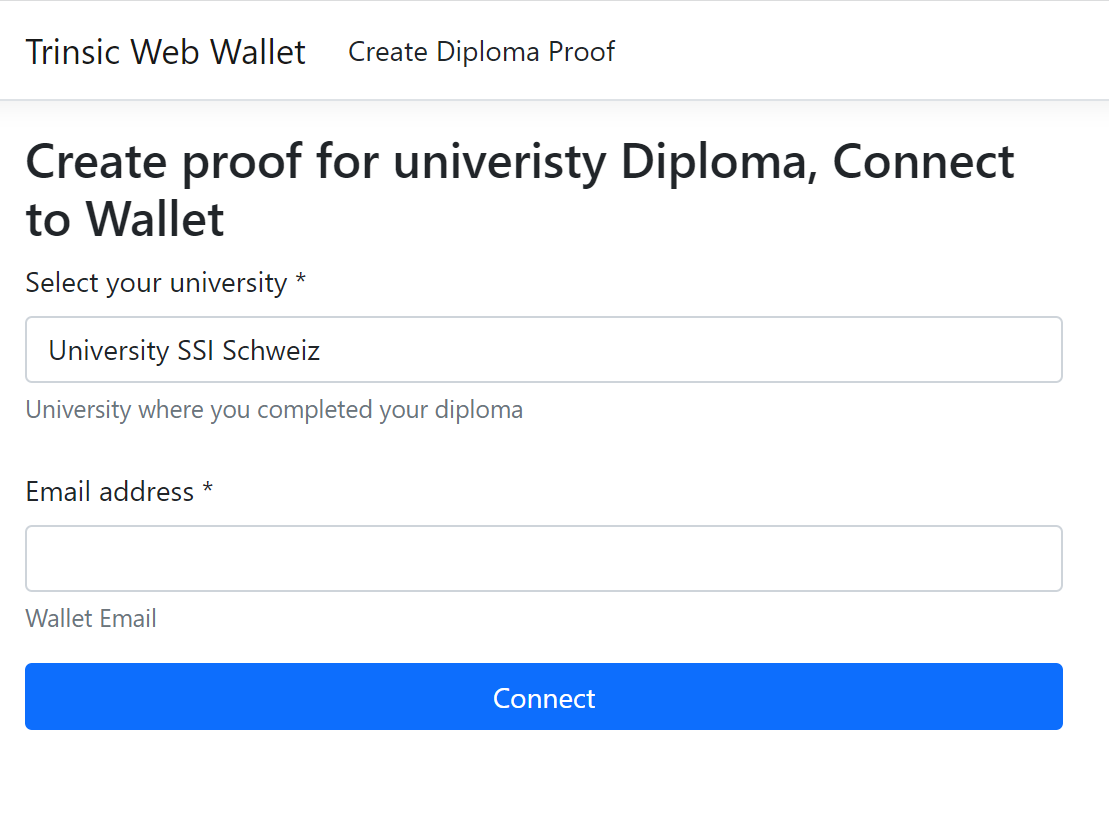 Trinsic Web Wallet Create Diploma Proof
Create proof for univeristy Diploma, Connect
to Wallet
Select your university *
University SSI Schweiz
University where you completed your diploma
Email address *
Wallet Email
Connect